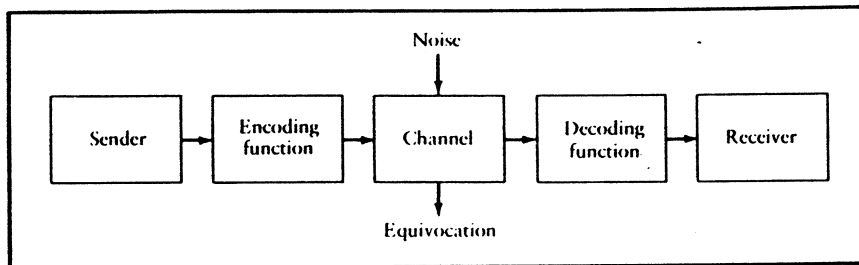 Noise
Sender
Encoding
function
Channel
Decoding
function
Receiver
Equivocation